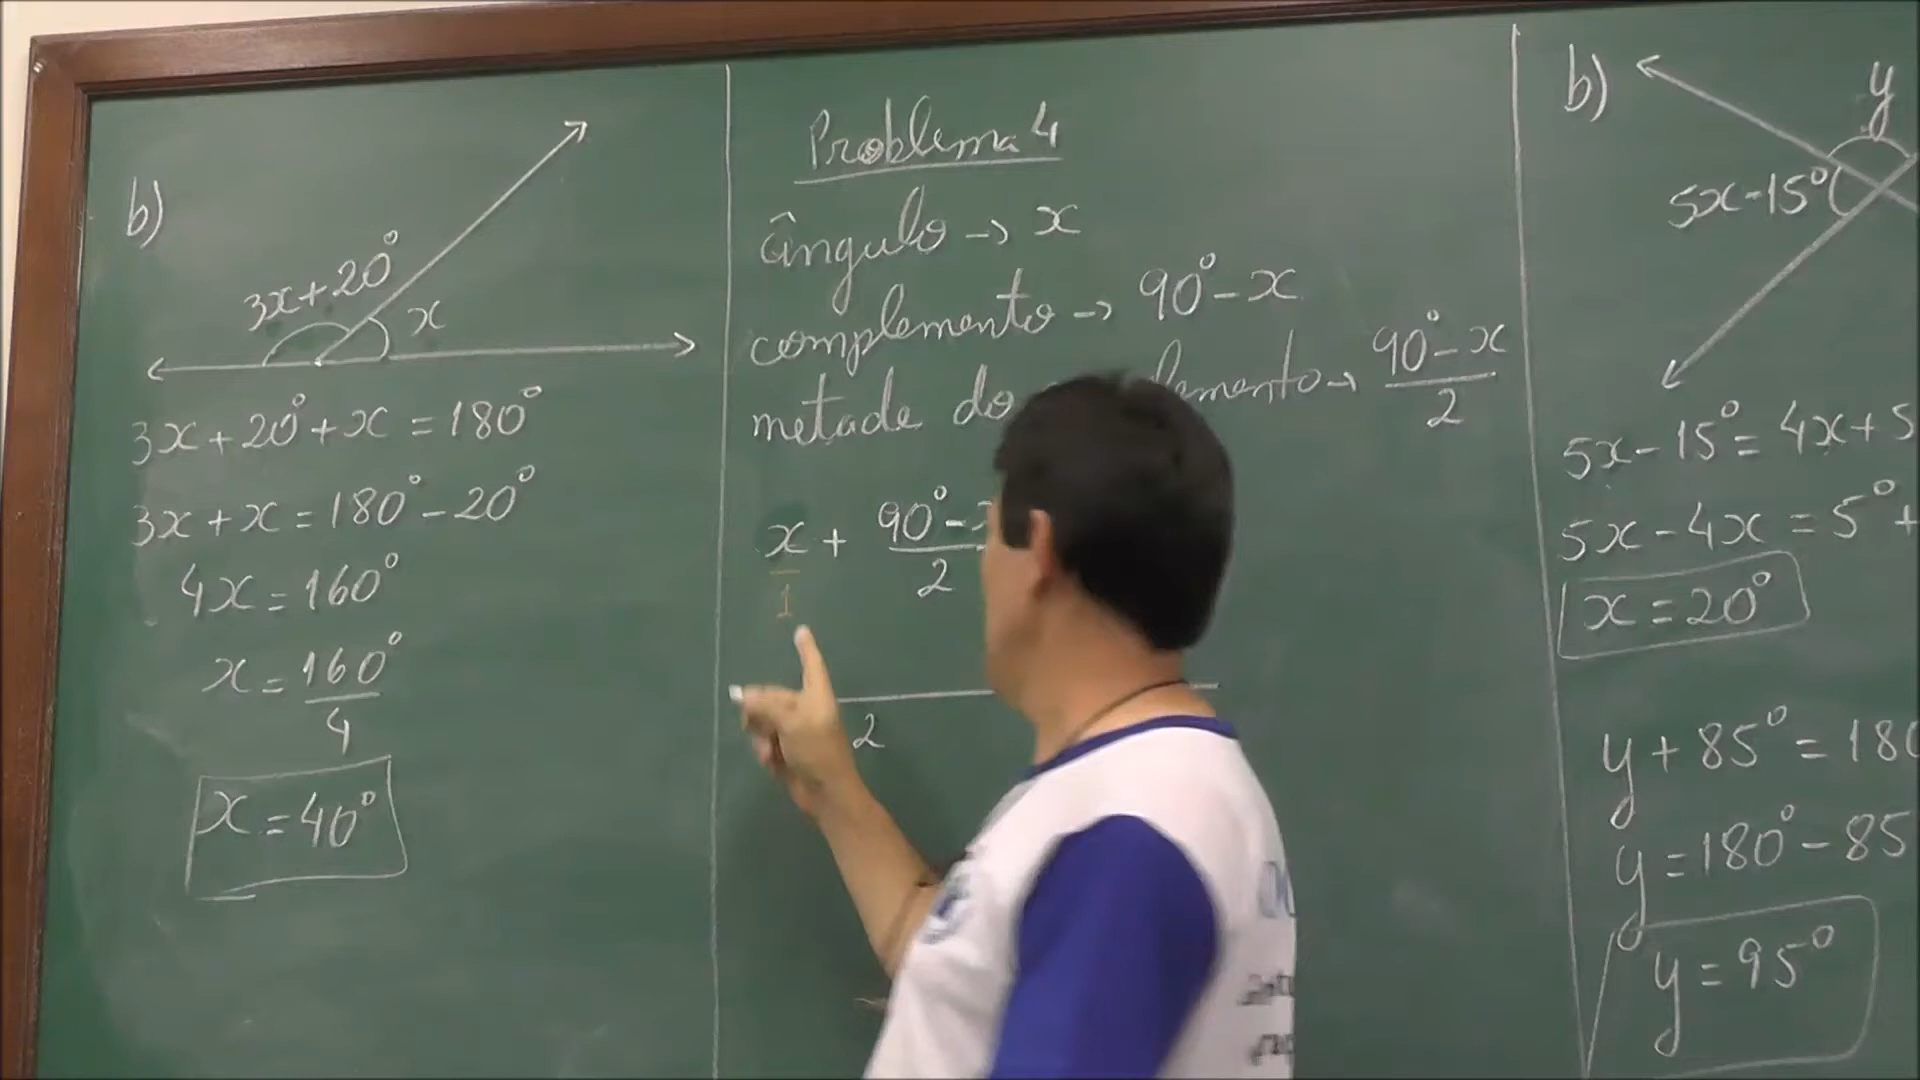 b)
3x+20°
x
3x+20°+x=180°
3x+x=180°-20°
4x=160°
x=160°/4
x=40°
Problema 4
ângulo→x
complemento→90°-x
metade do →(90°-x)/2
x/1 + (90°-x)/2
2
b)
y
5x-15°
5x-15°=4x+5
5x-4x=5°+
x=20°
y+85°=180
y=180°-85
y=95°